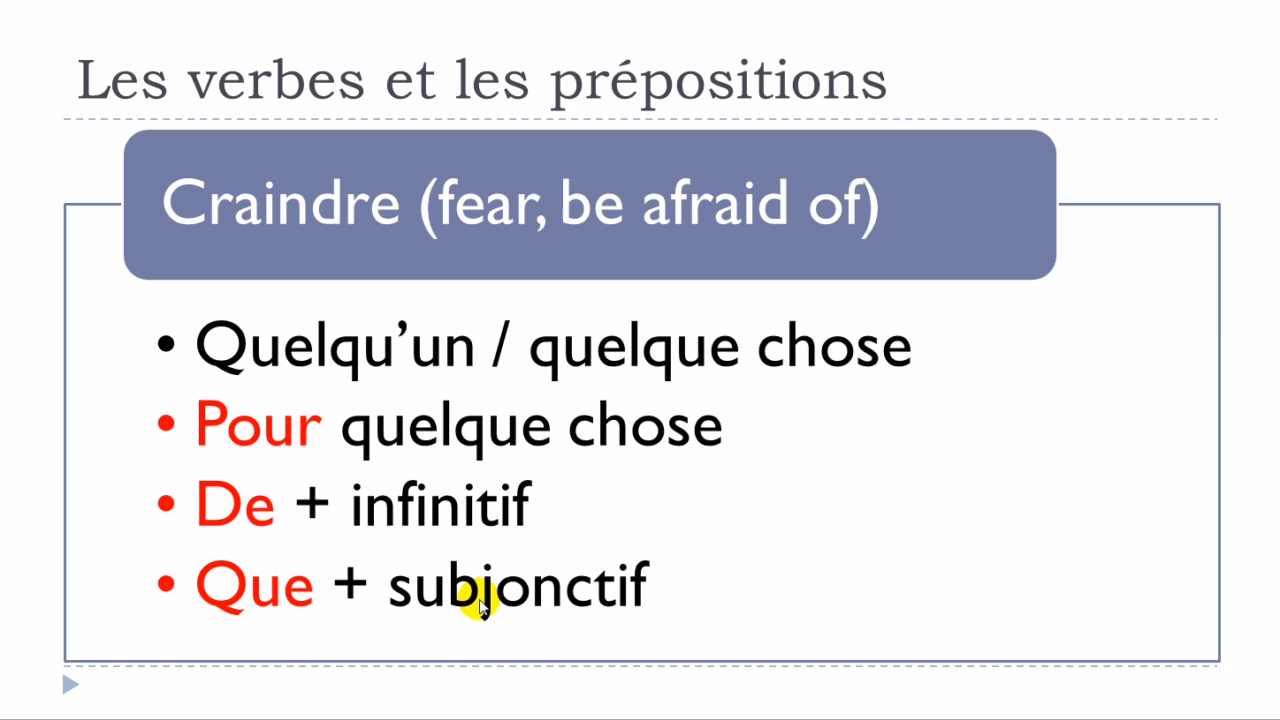 Les verbes et les prépositions
Craindre (fear, be afraid of)
• Quelqu’un / quelque chose
• Pour quelque chose
• De + infinitif
• Que + subjonctif